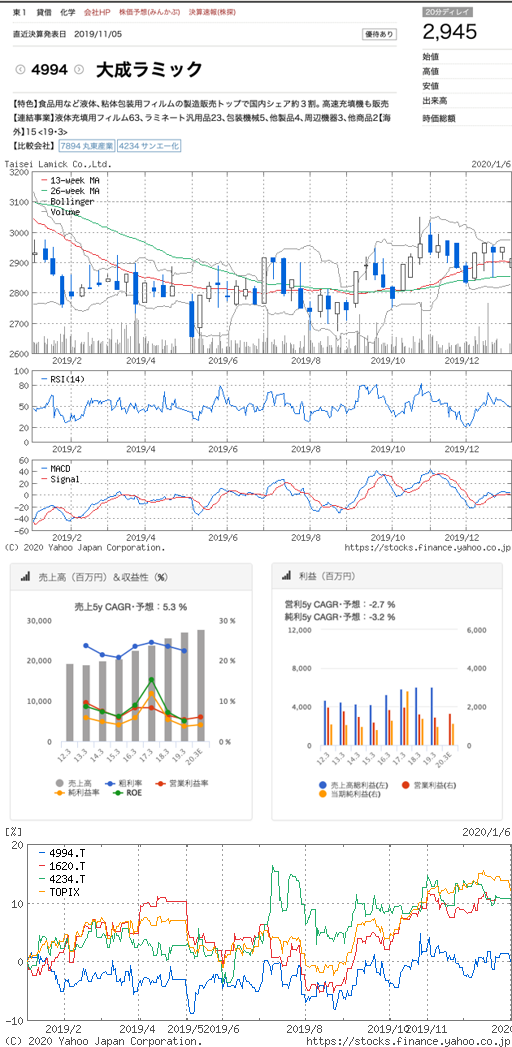 東1 貸借 化学 会社HP 株価予想(みんかぶ) 決算速報(株探)
直近決算発表日 2019/11/05
優待あり
20分ディレイ
2,945
始値
高値
安値
出来高
時価総額
4994 大成ラミック
【特色】食品用など液体、粘体包装用フィルムの製造販売トップで国内シェア約3割。高速充填機も販売
【連結事業】液体充填用フィルム63、ラミネート汎用品23、包装機械5、他製品4、周辺機器3、他商品2【海
外】15<19・3>
【比較会社】 7894 丸東産業 4234 サンエー化
Taisei Lamick Co.,Ltd. 2020/1/6
3200
3100
3000
2900
2800
2700
2600
13-week MA
26-week MA
Bollinger
Volume
2019/2 2019/4 2019/6 2019/8 2019/10 2019/12
100
80
50
20
0
RSI(14)
2019/2 2019/4 2019/6 2019/8 2019/10 2019/12
60
40
20
0
-20
-40
-60
MACD
Signal
2019/2 2019/4 2019/6 2019/8 2019/10 2019/12
(C) 2020 Yahoo Japan Corporation. https://stocks.finance.yahoo.co.jp
売上高（百万円）＆収益性（%）
売上5y CAGR・予想：5.3 %
30,000
20,000
10,000
0
30 %
20 %
10 %
0 %
12.3 13.3 14.3 15.3 16.3 17.3 18.3 19.3 20.3E
売上高 粗利率 営業利益率
純利益率 ROE
利益（百万円）
営利5y CAGR・予想：-2.7 %
純利5y CAGR・予想：-3.2 %
12,000
8,000
4,000
0
6,000
4,000
2,000
0
12.3 13.3 14.3 15.3 16.3 17.3 18.3 19.3 20.3E
売上高総利益(左) 営業利益(右)
当期純利益(右)
[%] 2020/1/6
20
10
0
-10
4994.T
1620.T
4234.T
TOPIX
2019/2 2019/4 2019/5 2019/6 2019/8 2019/10 2019/11 2020
(C) 2020 Yahoo Japan Corporation. https://stocks.finance.yahoo.co.jp